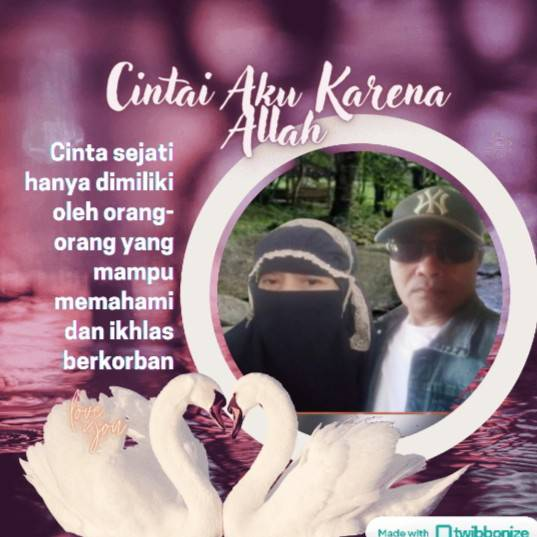 Cintai Aku Karena
Allah
Cinta sejati
hanya dimiliki
oleh orang-
orang yang
mampu
memahami
dan ikhlas
berkorban
love
you
NY
Made with twibbonize